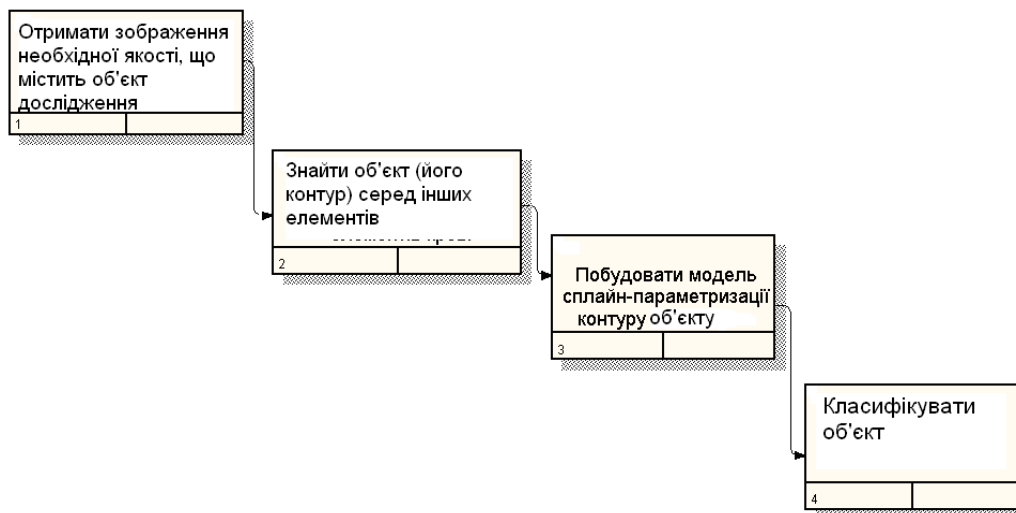 Отримати зображення
необхідної якості, що
містить об'єкт
дослідження
1
Знайти об'єкт (його
контур) серед інших
елементів
2
Побудовати модель
сплайн-параметризації
контуру об'єкту
3
Класифікувати
об'єкт
4